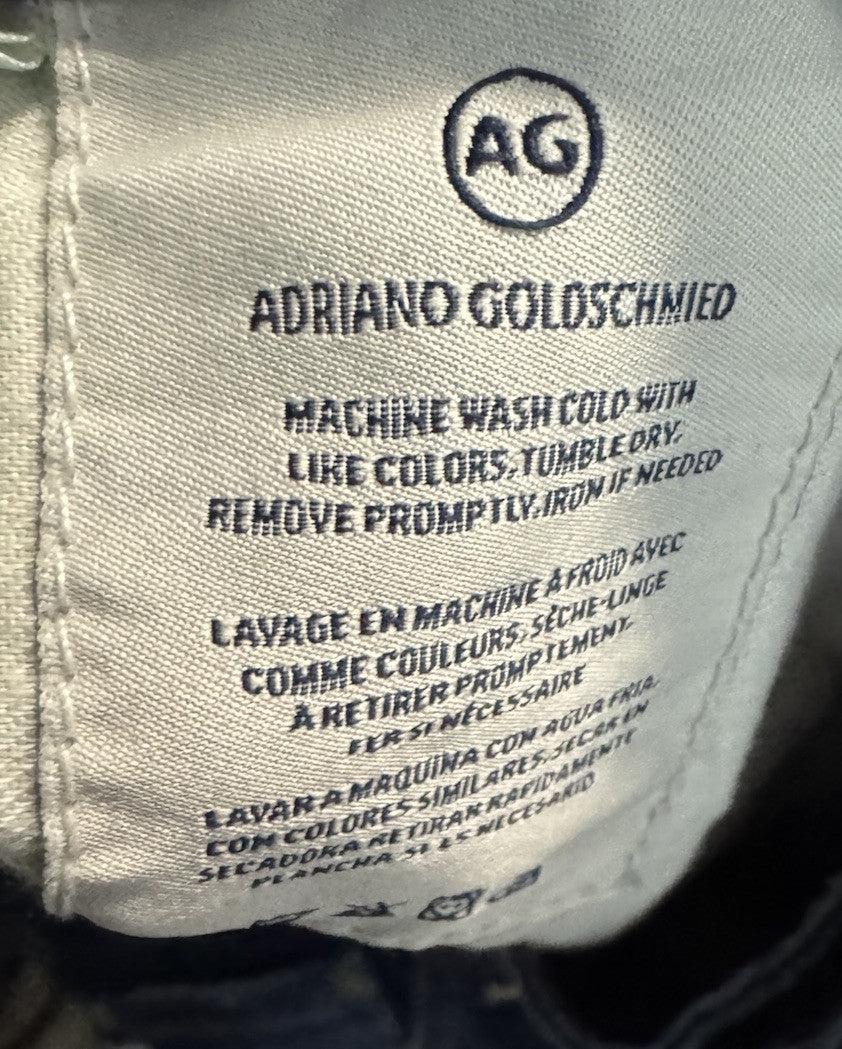 AG
ADRIANO GOLDSCHMIED
MACHINE WASH COLD WITH
LIKE COLORS. TUMBLE DRY.
REMOVE PROMPTLY. IRON IF NEEDED
LAVAGE EN MACHINE À FROID AVEC
COMME COULEURS. SÉCHE-LINGE
À RETIRER PROMPTEMENT.
FER SI NÉCESSAIRE
LAVAR A MAQUINA CON AGUA FRIA.
CON COLORES SIMILARES. SECAR EN
SECADORA RETIRAR RAPIDAMENTE
PLANCHA SI ES NECESARIO